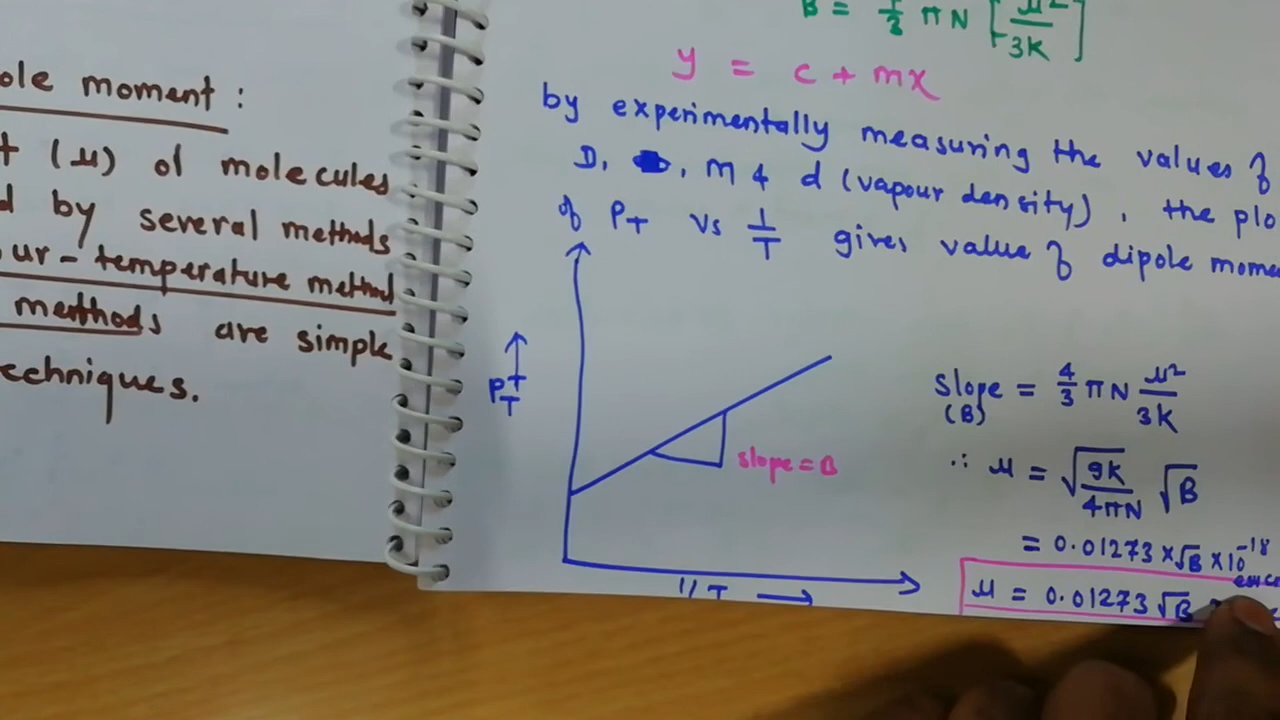 ole moment :
t (μ) of molecules
d by several methods
ur - temperature method
methods are simple
echniques.
B = 4/3 πN [μ²/3K]
y = c + mx
by experimentally measuring the values of
D, , M & d (vapour density), the plo
of PT vs 1/T gives value of dipole mome
PT
slope = B
1/T
Slope = 4/3 πN μ²/3K
(B)
∴ μ = √9K/4πN √B
= 0.01273 × √B × 10⁻¹⁸
μ = 0.01273 √B